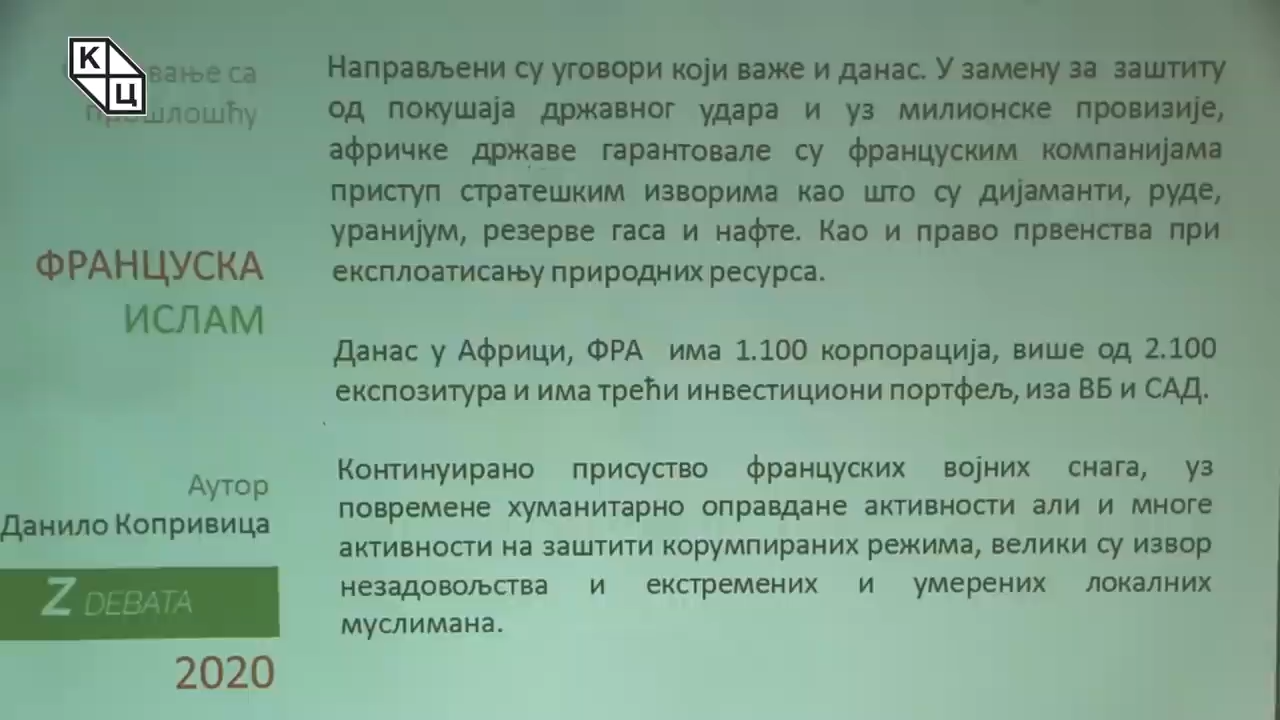 К
Ц
вање са
прошлошћу
ФРАНЦУСКА
ИСЛАМ
Аутор
Данило Копривица
Z DEBATA
2020
Направљени су уговори који важе и данас. У замену за заштиту
од покушаја државног удара и уз милионске провизије,
афричке државе гарантовале су француским компанијама
приступ стратешким изворима као што су дијаманти, руде,
уранијум, резерве гаса и нафте. Као и право првенства при
експлоатисању природних ресурса.
Данас у Африци, ФРА има 1.100 корпорација, више од 2.100
експозитура и има трећи инвестициони портфељ, иза ВБ и САД.
Континуирано присуство француских војних снага, уз
повремене хуманитарно оправдане активности али и многе
активности на заштити корумпираних режима, велики су извор
незадовољства и екстремених и умерених локалних
муслимана.